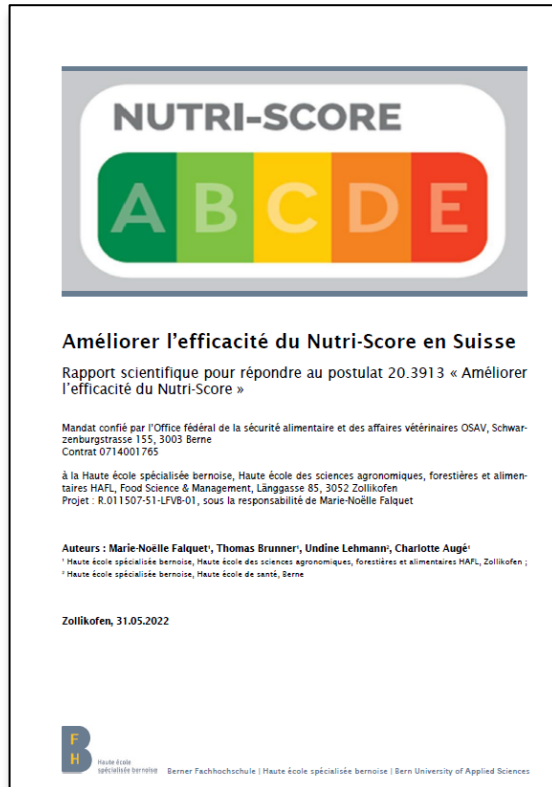 NUTRI-SCORE
A B C D E
Améliorer l'efficacité du Nutri-Score en Suisse
Rapport scientifique pour répondre au postulat 20.3913 « Améliorer
l'efficacité du Nutri-Score »
Mandat confié par l'Office fédéral de la sécurité alimentaire et des affaires vétérinaires OSAV, Schwar-
zenburgstrasse 155, 3003 Berne
Contrat 0714001765
à la Haute école spécialisée bernoise, Haute école des sciences agronomiques, forestières et alimen-
taires HAFL, Food Science & Management, Länggasse 85, 3052 Zollikofen
Projet : R.011507-51-LFVB-01, sous la responsabilité de Marie-Noëlle Falquet
Auteurs : Marie-Noëlle Falquet¹, Thomas Brunner¹, Undine Lehmann², Charlotte Augé¹
¹ Haute école spécialisée bernoise, Haute école des sciences agronomiques, forestières et alimentaires HAFL, Zollikofen ;
² Haute école spécialisée bernoise, Haute école de santé, Berne
Zollikofen, 31.05.2022
B
F
H
Haute école
spécialisée bernoise
Berner Fachhochschule | Haute école spécialisée bernoise | Bern University of Applied Sciences